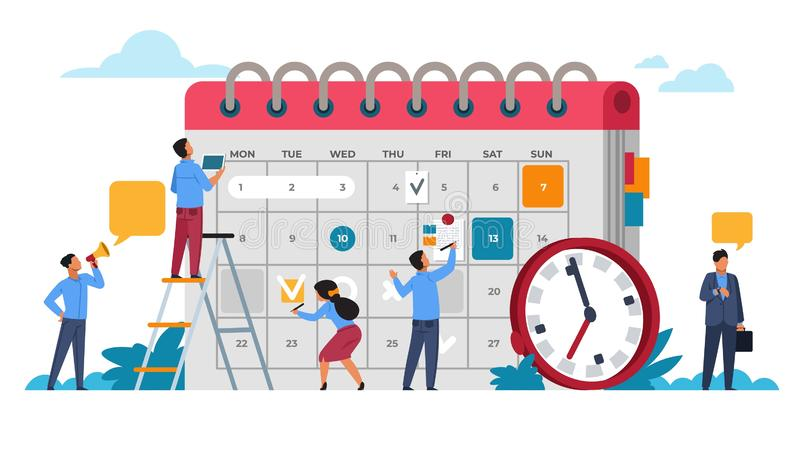 MON TUE WED THU FRI SAT SUN
1 2 3 4 5 6 7
8 9 10 11 13 14
20
22 23 25 27
dreamstime